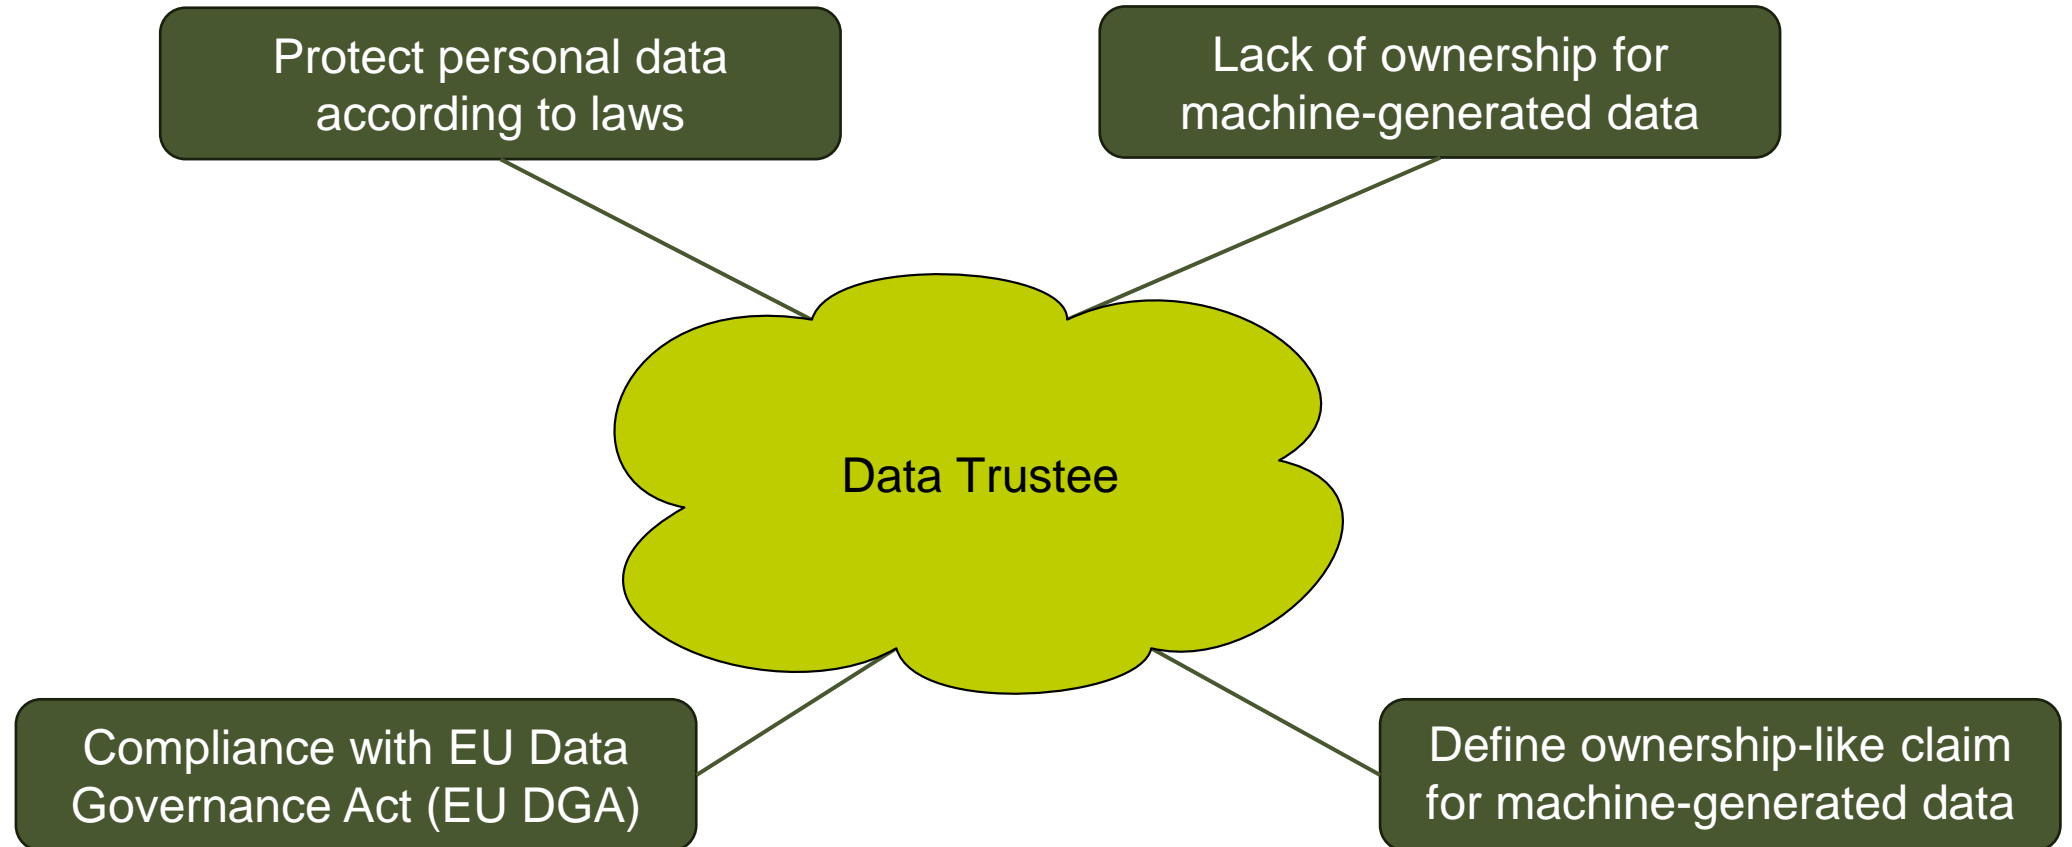 Protect personal data
according to laws
Lack of ownership for
machine-generated data
Data Trustee
Compliance with EU Data
Governance Act (EU DGA)
Define ownership-like claim
for machine-generated data